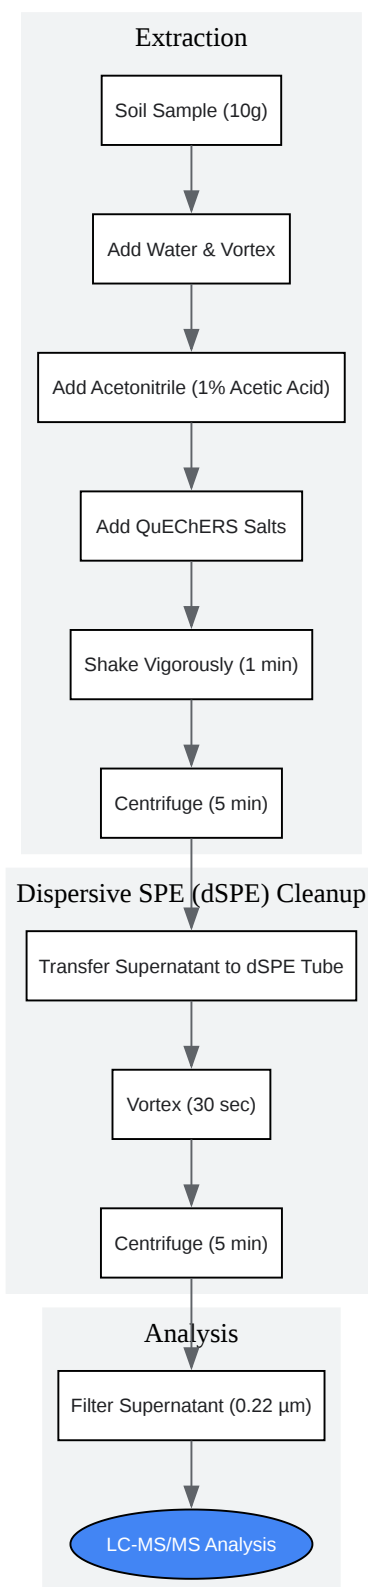 Extraction
Soil Sample (10g)
Add Water & Vortex
Add Acetonitrile (1% Acetic Acid)
Add QuEChERS Salts
Shake Vigorously (1 min)
Centrifuge (5 min)
Dispersive SPE (dSPE) Cleanup
Transfer Supernatant to dSPE Tube
Vortex (30 sec)
Centrifuge (5 min)
Analysis
Filter Supernatant (0.22 µm)
LC-MS/MS Analysis